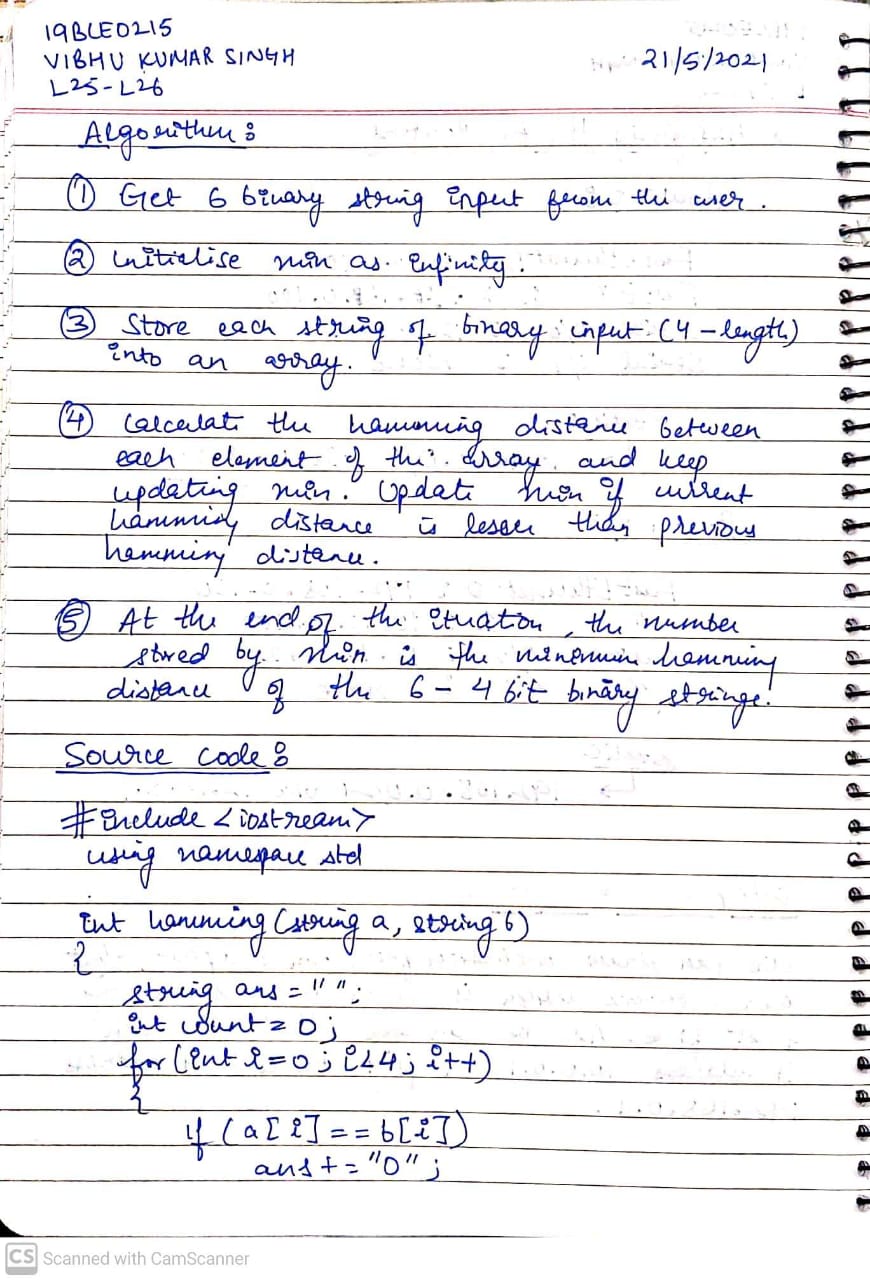 19BCE0215
VIBHU KUMAR SINGH
21/5/2021
L25-L26
Algorithm :
① Get 6 binary string input from the user.
② Initialise min as infinity.
③ Store each string of binary input (4-length)
into an array.
④ Calculate the hamming distance between
each element of the array and keep
updating min. Update min if current
hamming distance is lesser than previous
hamming distance.
⑤ At the end of the ituation, the number
stored by min is the minimum hamming
distance of the 6-4 bit binary strings.
Source code :
#include <iostream>
using namespace std
int hamming (string a, string b)
{
string ans = " ";
int count = 0;
for (int i=0; i<4; i++)
{
if (a[i] == b[i])
ans += "0";
CS Scanned with CamScanner